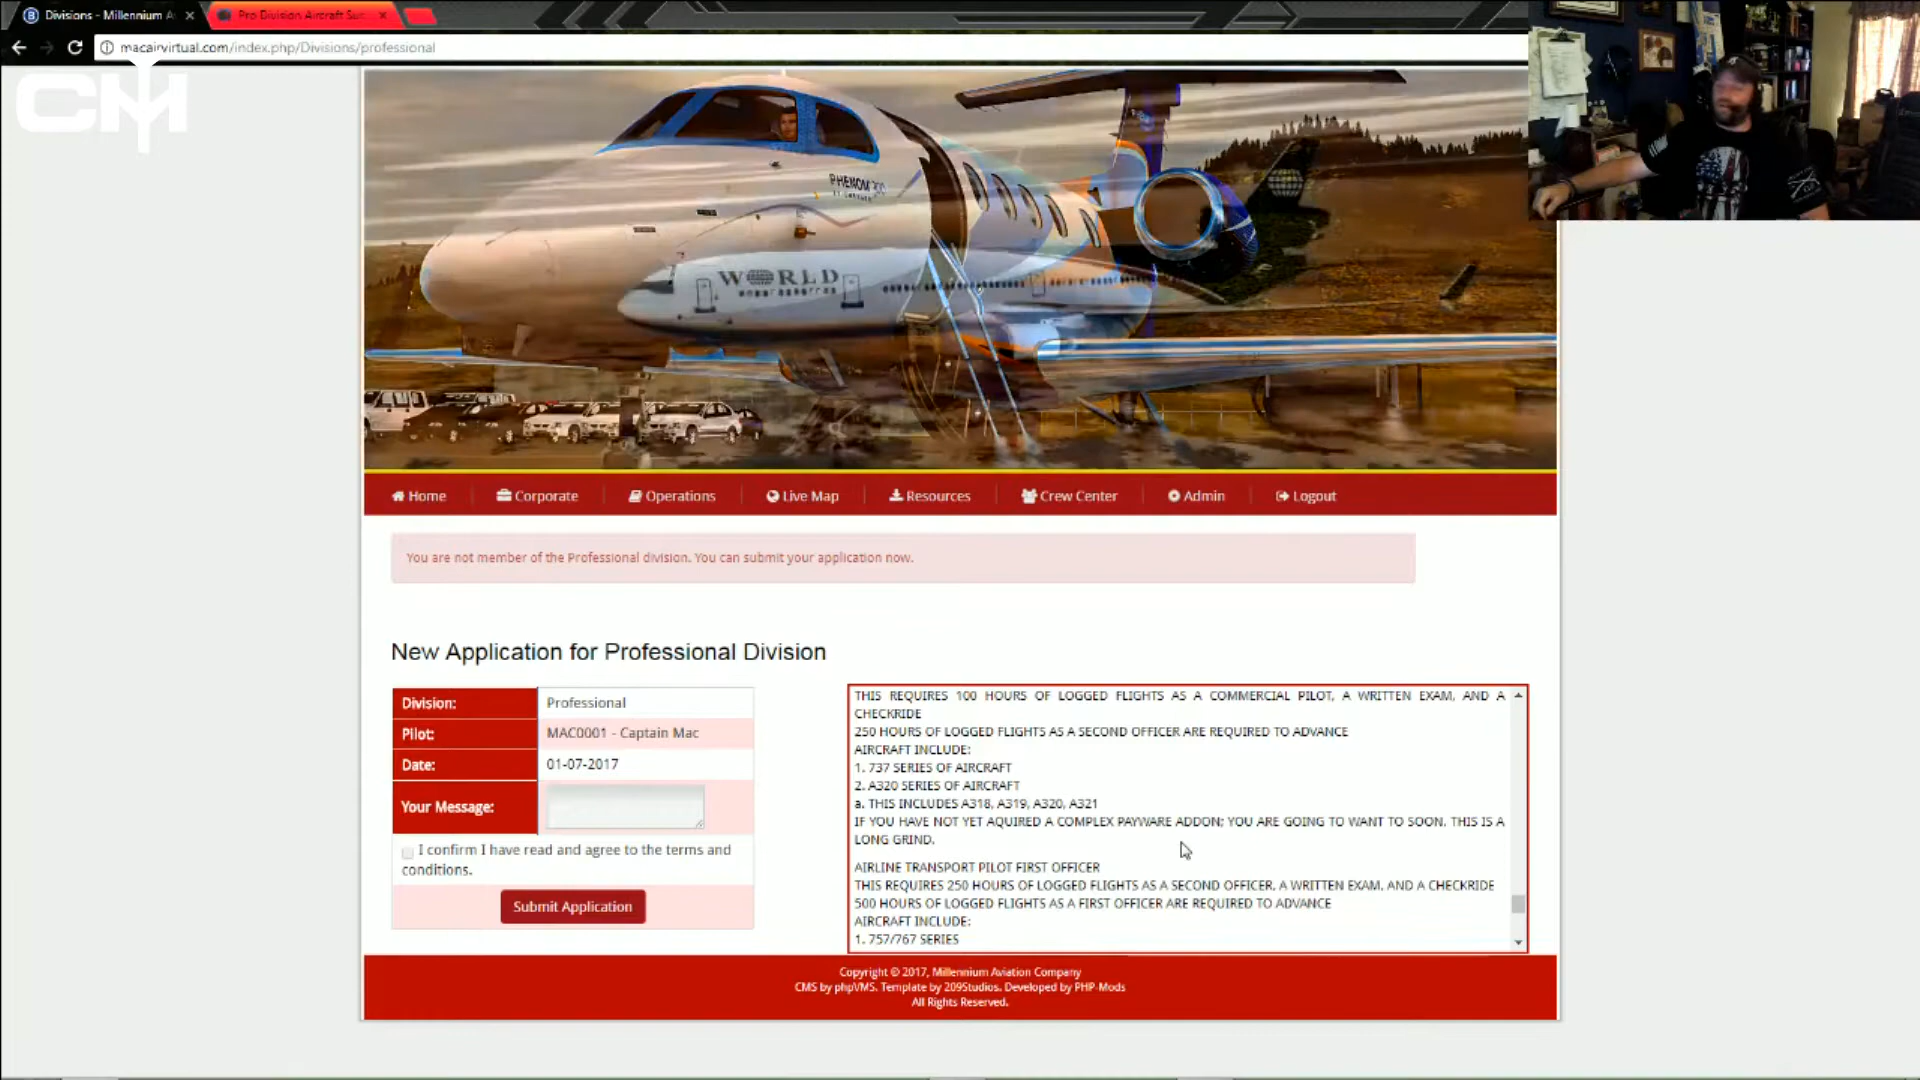 Divisions - Millennium A
Pro Division Aircraft Su
macairvirtual.com/index.php/Divisions/professional
CM
PHENOM 300
WORLD
Home
Corporate
Operations
Live Map
Resources
Crew Center
Admin
Logout
You are not member of the Professional division. You can submit your application now.
New Application for Professional Division
Division: Professional
Pilot: MAC0001 - Captain Mac
Date: 01-07-2017
Your Message:
I confirm I have read and agree to the terms and
conditions.
Submit Application
THIS REQUIRES 100 HOURS OF LOGGED FLIGHTS AS A COMMERCIAL PILOT, A WRITTEN EXAM, AND A
CHECKRIDE
250 HOURS OF LOGGED FLIGHTS AS A SECOND OFFICER ARE REQUIRED TO ADVANCE
AIRCRAFT INCLUDE:
1. 737 SERIES OF AIRCRAFT
2. A320 SERIES OF AIRCRAFT
a. THIS INCLUDES A318, A319, A320, A321
IF YOU HAVE NOT YET AQUIRED A COMPLEX PAYWARE ADDON; YOU ARE GOING TO WANT TO SOON. THIS IS A
LONG GRIND.
AIRLINE TRANSPORT PILOT FIRST OFFICER
THIS REQUIRES 250 HOURS OF LOGGED FLIGHTS AS A SECOND OFFICER, A WRITTEN EXAM, AND A CHECKRIDE
500 HOURS OF LOGGED FLIGHTS AS A FIRST OFFICER ARE REQUIRED TO ADVANCE
AIRCRAFT INCLUDE:
1. 757/767 SERIES
Copyright © 2017, Millennium Aviation Company
CMS by phpVMS. Template by 209Studios. Developed by PHP-Mods
All Rights Reserved.